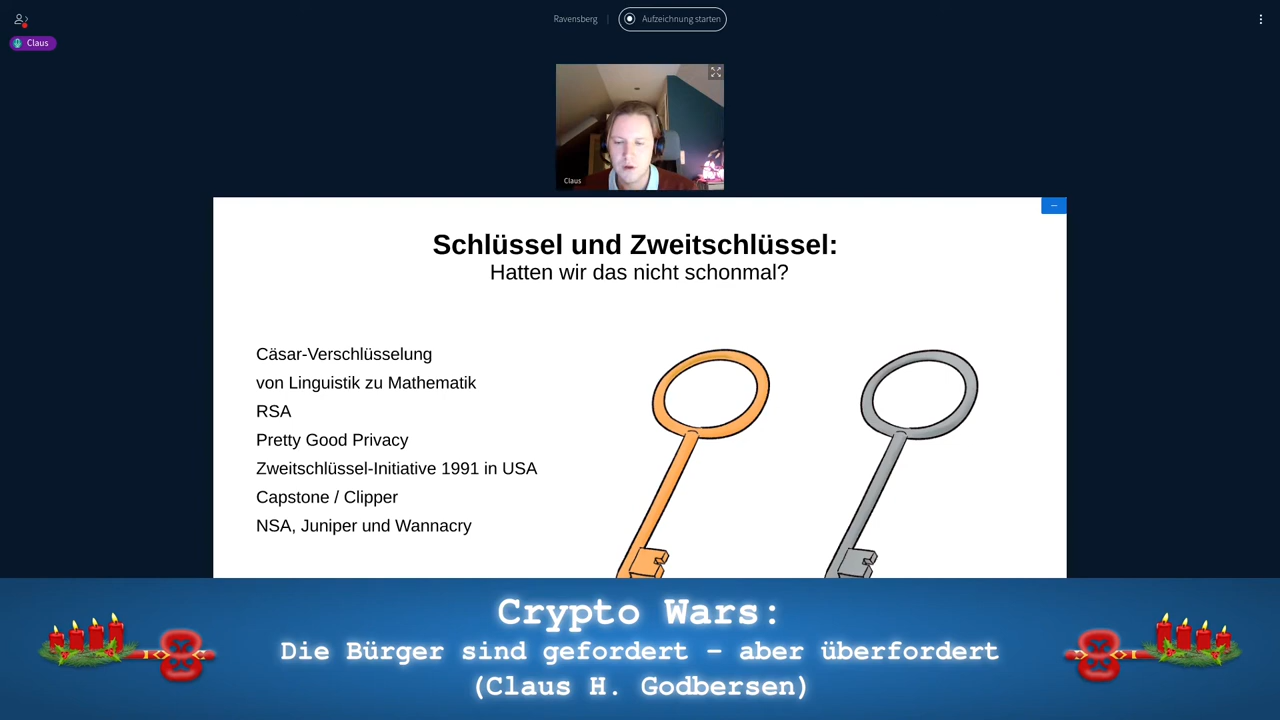 Ravensberg
Aufzeichnung starten
Claus
Claus
Schlüssel und Zweitschlüssel:
Hatten wir das nicht schonmal?
Cäsar-Verschlüsselung
von Linguistik zu Mathematik
RSA
Pretty Good Privacy
Zweitschlüssel-Initiative 1991 in USA
Capstone / Clipper
NSA, Juniper und Wannacry
Crypto Wars:
Die Bürger sind gefordert – aber überfordert
(Claus H. Godbersen)